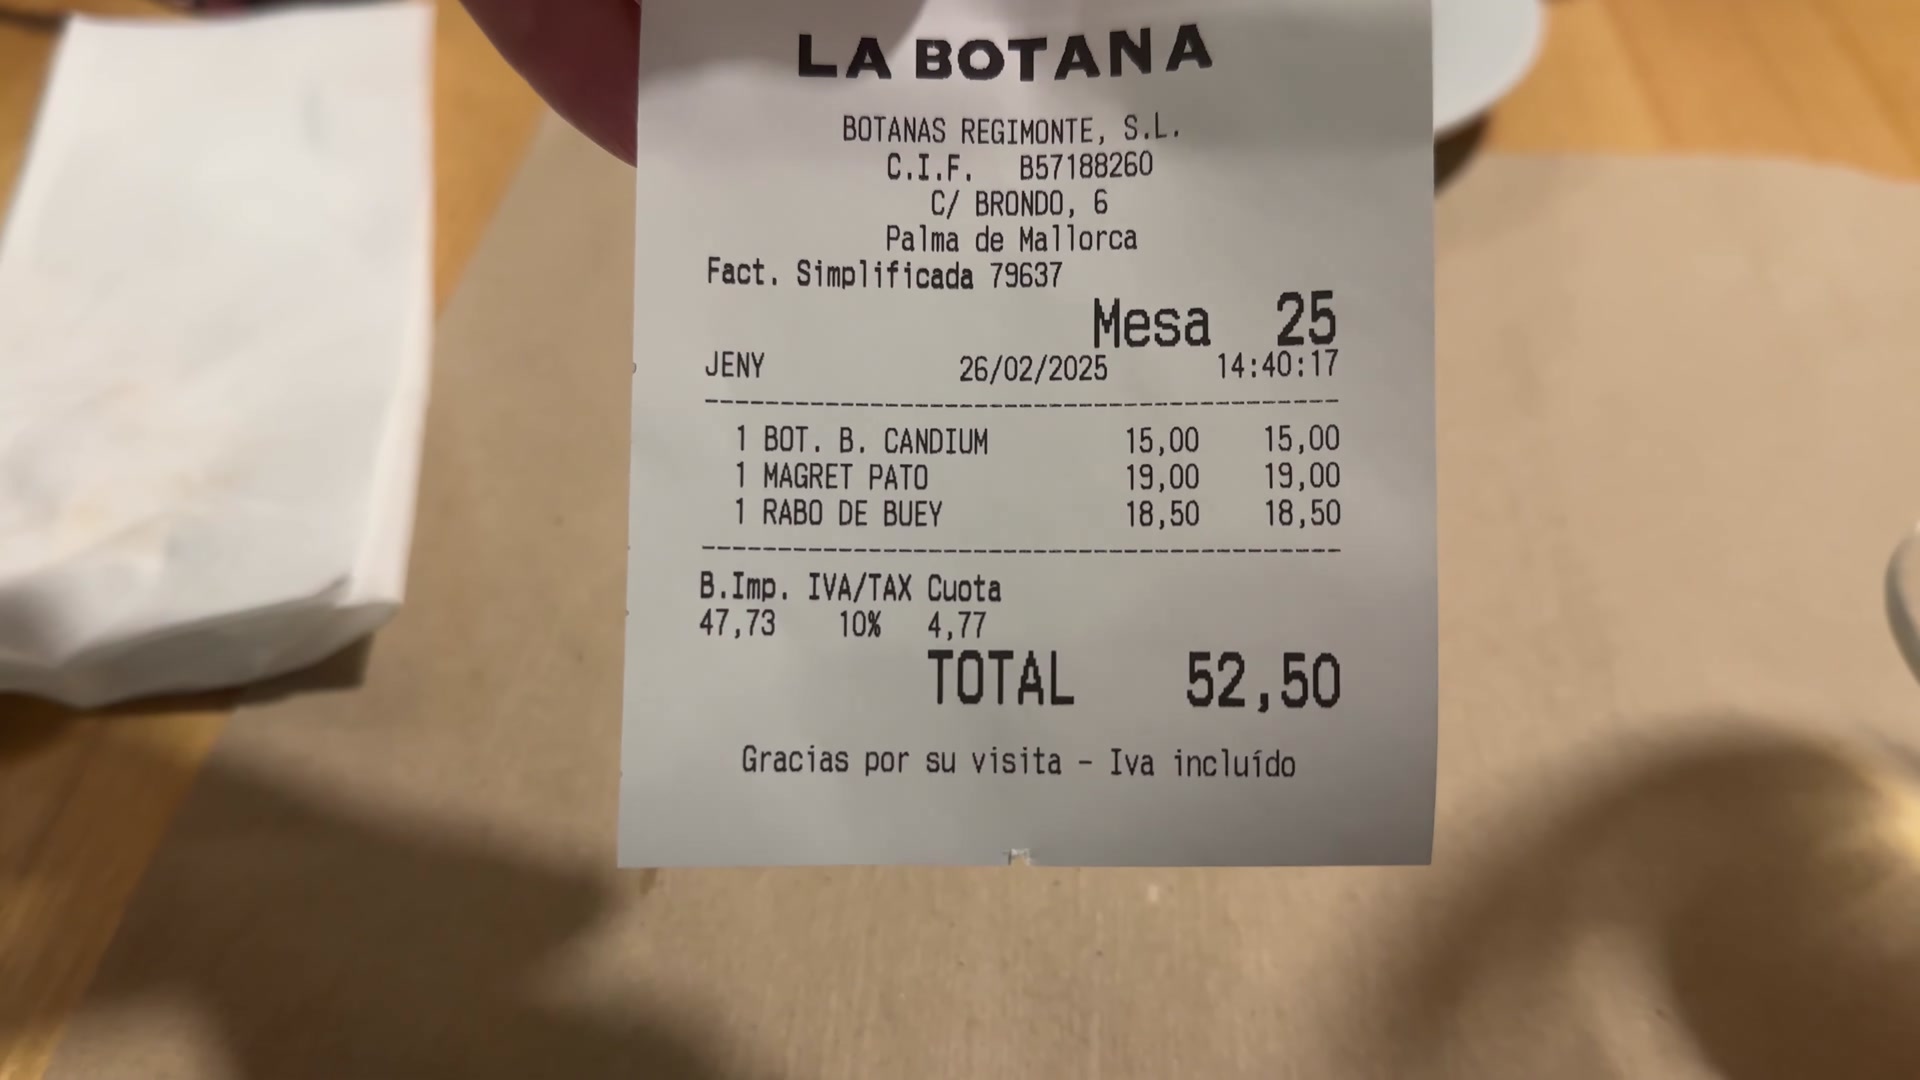 LA BOTANA
BOTANAS REGIMONTE, S.L.
C.I.F. B57188260
C/ BRONDO, 6
Palma de Mallorca
Fact. Simplificada 79637
Mesa 25
JENY 26/02/2025 14:40:17
1 BOT. B. CANDIUM 15,00 15,00
1 MAGRET PATO 19,00 19,00
1 RABO DE BUEY 18,50 18,50
B.Imp. IVA/TAX Cuota
47,73 10% 4,77
TOTAL 52,50
Gracias por su visita - Iva incluído